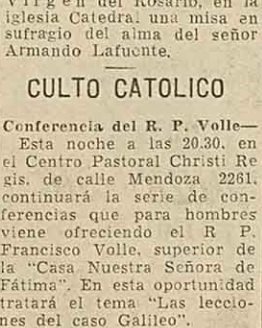 Virgen del Rosario, en la
iglesia Catedral una misa en
sufragio del alma del señor
Armando Lafuente.
CULTO CATOLICO
Conferencia del R. P. Volle—
Esta noche a las 20.30, en
el Centro Pastoral Christi Re
gis, de calle Mendoza 2261,
continuará la serie de con-
ferencias que para hombres
viene ofreciendo el R P.
Francisco Volle, superior de
la "Casa Nuestra Señora de
Fátima". En esta oportunidad
tratará el tema "Las leccio-
nes del caso Galileo".